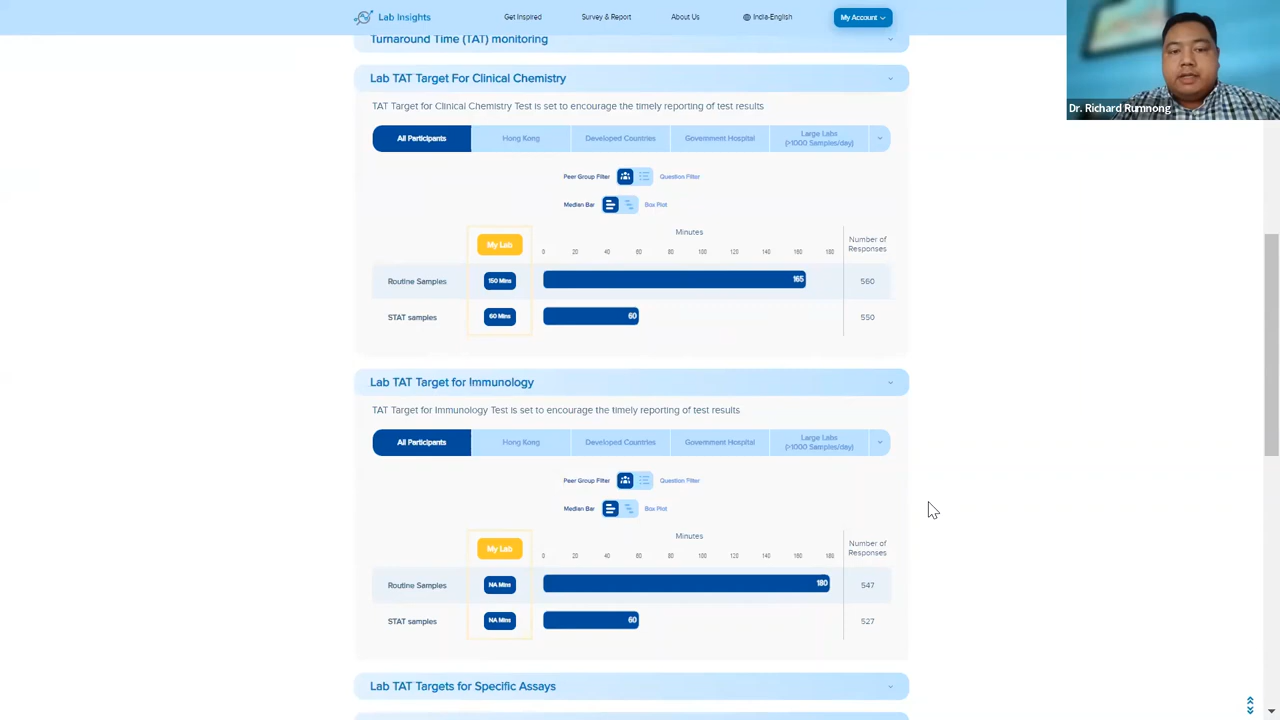 Lab Insights
Get Inspired
Survey & Report
About Us
India-English
My Account
Dr. Richard Rumnong
Turnaround Time (TAT) monitoring
Lab TAT Target For Clinical Chemistry
TAT Target for Clinical Chemistry Test is set to encourage the timely reporting of test results
All Participants
Hong Kong
Developed Countries
Government Hospital
Large Labs
(>1000 Samples/day)
Peer Group Filter
Question Filter
Median Bar
Box Plot
Minutes
My Lab
0 20 40 60 80 100 120 140 160 180
Number of
Responses
Routine Samples
150 Mins
165
560
STAT samples
60 Mins
60
550
Lab TAT Target for Immunology
TAT Target for Immunology Test is set to encourage the timely reporting of test results
All Participants
Hong Kong
Developed Countries
Government Hospital
Large Labs
(>1000 Samples/day)
Peer Group Filter
Question Filter
Median Bar
Box Plot
Minutes
My Lab
0 20 40 60 80 100 120 140 160 180
Number of
Responses
Routine Samples
NA Mins
180
547
STAT samples
NA Mins
60
527
Lab TAT Targets for Specific Assays